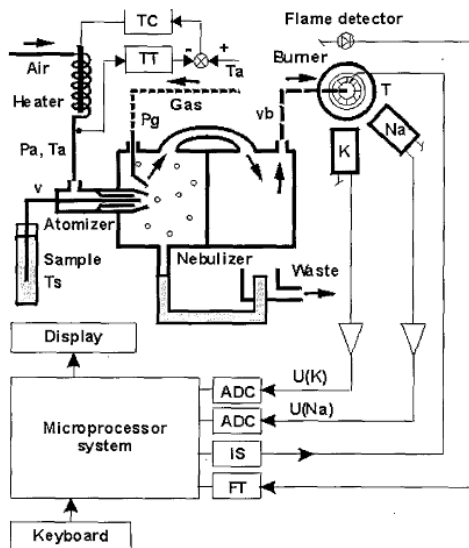 Flame detector
TC
Air
TT
-
+
Ta
Burner
Heater
Gas
vb
T
Pa, Ta
Pg
K
Na
v
Atomizer
Sample
Ts
Nebulizer
Waste
Display
Microprocessor
system
ADC
U(K)
ADC
U(Na)
IS
FT
Keyboard